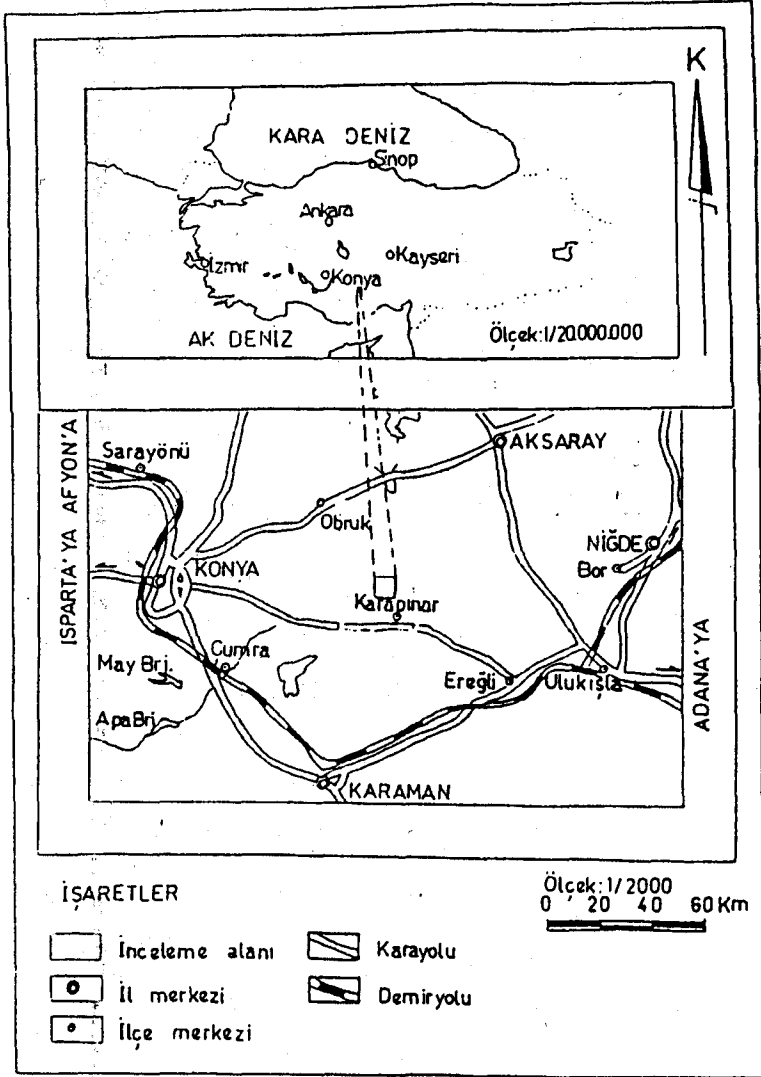 K
KARA DENİZ
Sinop
Ankara
Kayseri
İzmir
Konya
AK DENİZ
Ölçek:1/20.000.000
ISPARTA'YA AFYON'A
Sarayönü
AKSARAY
Obruk
NİĞDE
Bor
KONYA
Karapınar
Cumra
May Brj.
Ereğli
Ulukışla
ADANA'YA
Apa Brj.
KARAMAN
İŞARETLER
Ölçek:1/2000
0 20 40 60 Km
İnceleme alanı
Karayolu
İl merkezi
Demiryolu
İlçe merkezi